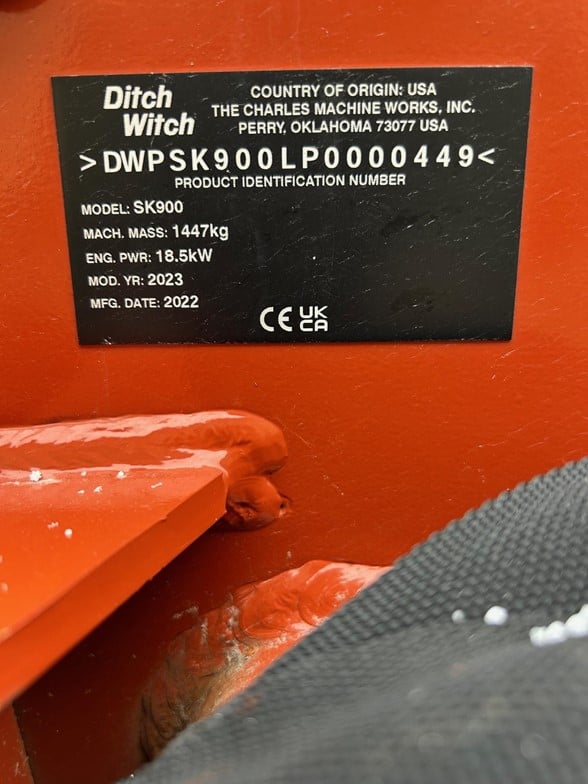 Ditch
Witch
COUNTRY OF ORIGIN: USA
THE CHARLES MACHINE WORKS, INC.
PERRY, OKLAHOMA 73077 USA
>DWPSK900LP0000449<
PRODUCT IDENTIFICATION NUMBER
MODEL: SK900
MACH. MASS: 1447kg
ENG. PWR: 18.5kW
MOD. YR: 2023
MFG. DATE: 2022
CE UK
CA